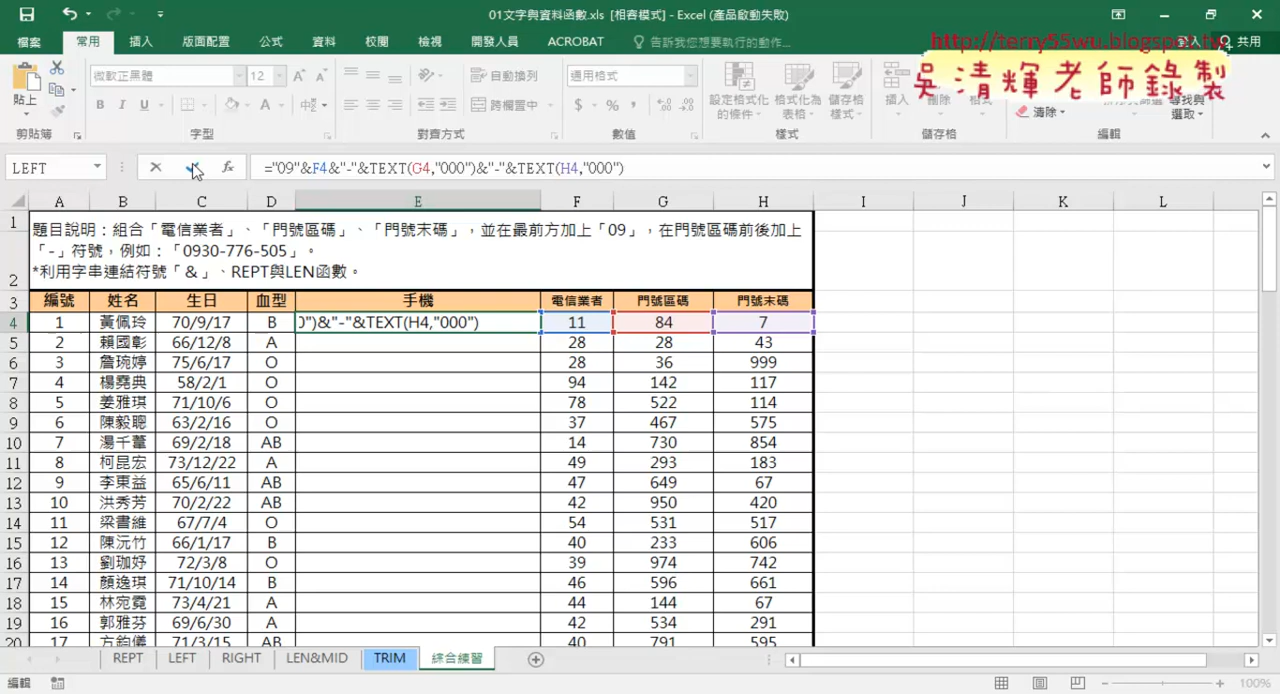 01文字與資料函數.xls [相容模式] - Excel (產品啟動失敗)
檔案 常用 插入 版面配置 公式 資料 校閱 檢視 開發人員 ACROBAT 告訴我您想要執行的動作... 登入 共用
http://terry55wu.blogspot.tw
吳清輝老師錄製
貼上 微軟正黑體 12 A A 自動換列 通用格式 設定格式化的條件 格式化為表格 儲存格樣式 插入 刪除 格式 清除 尋找與選取
B I U A 中 跨欄置中 $ % ,
剪貼簿 字型 對齊方式 數值 樣式 儲存格 編輯
LEFT fx ="09"&F4&"-"&TEXT(G4,"000")&"-"&TEXT(H4,"000")
A B C D E F G H I J K L
1 題目說明：組合「電信業者」、「門號區碼」、「門號末碼」，並在最前方加上「09」，在門號區碼前後加上
「-」符號，例如：「0930-776-505」。
2 *利用字串連結符號「&」、REPT與LEN函數。
3 編號 姓名 生日 血型 手機 電信業者 門號區碼 門號末碼
4 1 黃佩玲 70/9/17 B 0")&"-"&TEXT(H4,"000") 11 84 7
5 2 賴國彰 66/12/8 A 28 28 43
6 3 詹琬婷 75/6/17 O 28 36 999
7 4 楊堯典 58/2/1 O 94 142 117
8 5 姜雅琪 71/10/6 O 78 522 114
9 6 陳毅聰 63/2/16 O 37 467 575
10 7 湯千葦 69/2/18 AB 14 730 854
11 8 柯昆宏 73/12/22 A 49 293 183
12 9 李東益 65/6/11 AB 47 649 67
13 10 洪秀芳 70/2/22 AB 42 950 420
14 11 梁書維 67/7/4 O 54 531 517
15 12 陳沅竹 66/1/17 B 40 233 606
16 13 劉珈妤 72/3/8 O 39 974 742
17 14 顏逸琪 71/10/14 B 46 596 661
18 15 林宛霓 73/4/21 A 44 144 67
19 16 郭雅芬 69/6/30 A 42 534 291
20 17 方鈞儀 71/3/15 AB 40 791 595
REPT LEFT RIGHT LEN&MID TRIM 綜合練習
編輯 100%